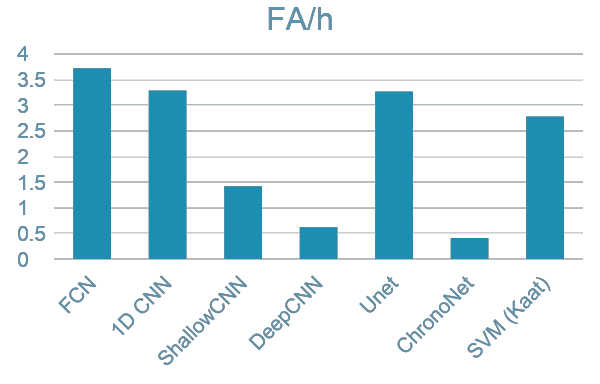 FA/h
4
3.5
3
2.5
2
1.5
1
0.5
0
FCN
1D CNN
ShallowCNN
DeepCNN
Unet
ChronoNet
SVM (Kaat)